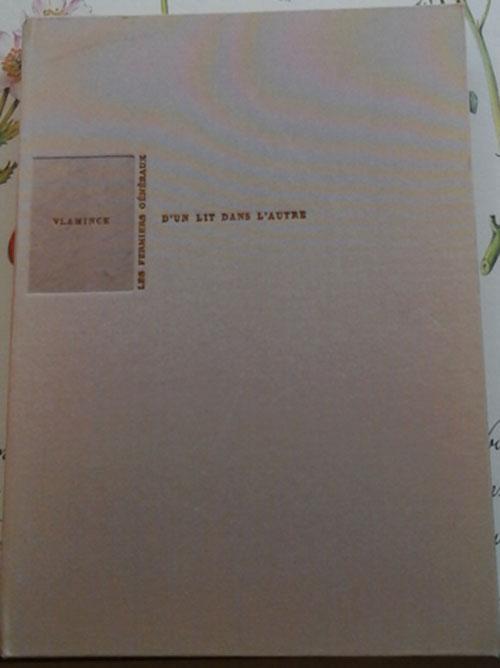 VLAMINCK
LES FERMIERS GÉNÉRAUX
D'UN LIT DANS L'AUTRE